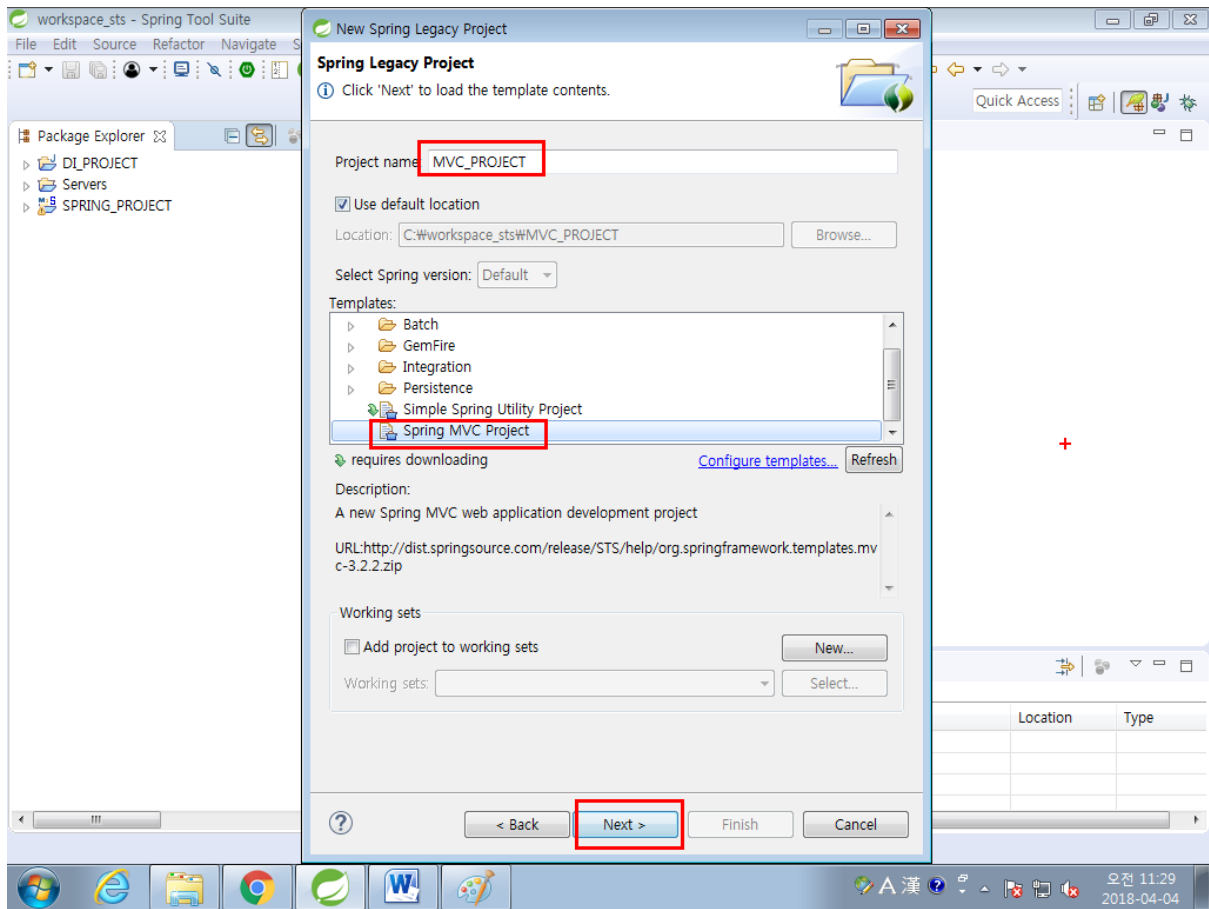 workspace_sts - Spring Tool Suite
File Edit Source Refactor Navigate S
Quick Access
Package Explorer
DI_PROJECT
Servers
SPRING_PROJECT
New Spring Legacy Project
Spring Legacy Project
Click 'Next' to load the template contents.
Project name MVC_PROJECT
Use default location
Location: C:₩workspace_sts₩MVC_PROJECT Browse...
Select Spring version: Default
Templates:
Batch
GemFire
Integration
Persistence
Simple Spring Utility Project
Spring MVC Project
requires downloading Configure templates... Refresh
Description:
A new Spring MVC web application development project
URL:http://dist.springsource.com/release/STS/help/org.springframework.templates.mv
c-3.2.2.zip
Working sets
Add project to working sets New...
Working sets: Select...
Location Type
< Back Next > Finish Cancel
A 漢 오전 11:29
2018-04-04